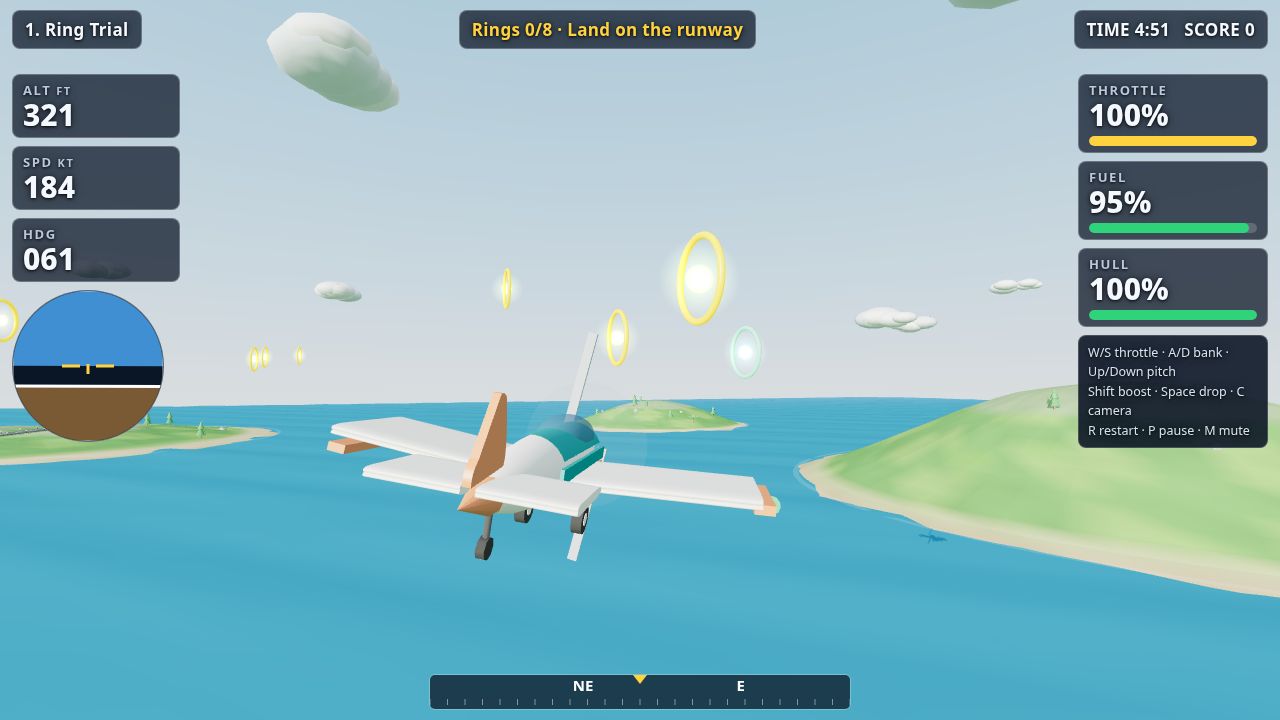 1. Ring Trial
Rings 0/8 · Land on the runway
TIME 4:51 SCORE 0
ALT FT
321
SPD KT
184
HDG
061
THROTTLE
100%
FUEL
95%
HULL
100%
W/S throttle · A/D bank ·
Up/Down pitch
Shift boost · Space drop · C
camera
R restart · P pause · M mute
NE E